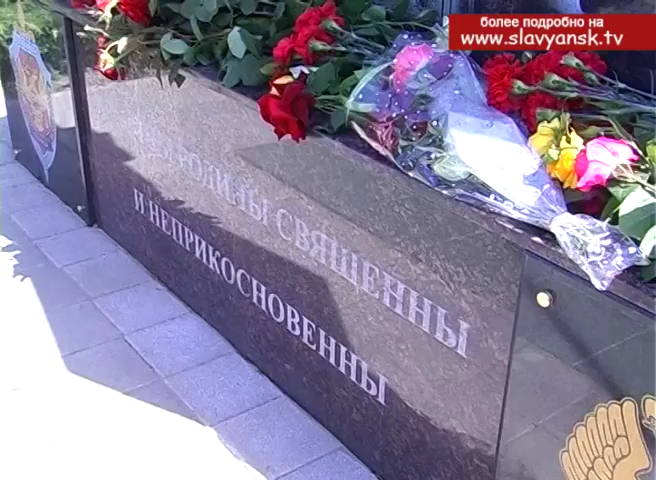 более подробно на
www.slavyansk.tv
РОДИНЫ СВЯЩЕННЫ
И НЕПРИКОСНОВЕННЫ